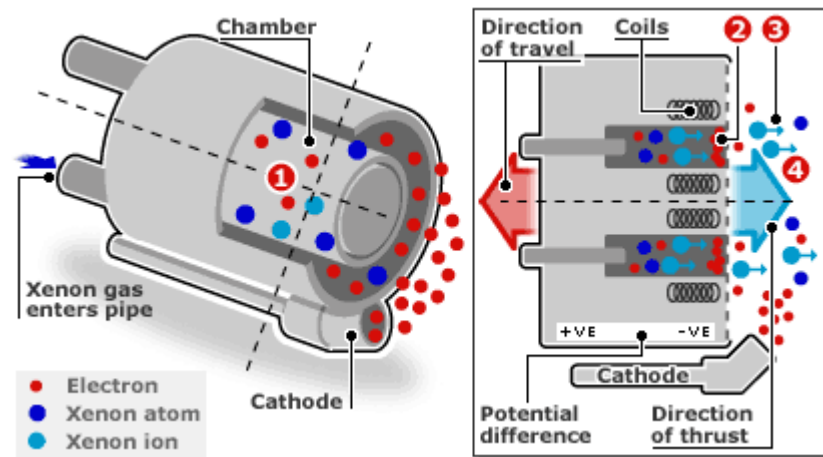 Chamber
1
Xenon gas
enters pipe
Cathode
Electron
Xenon atom
Xenon ion
Direction
of travel
Coils
2
3
4
+VE
-VE
Cathode
Potential
difference
Direction
of thrust